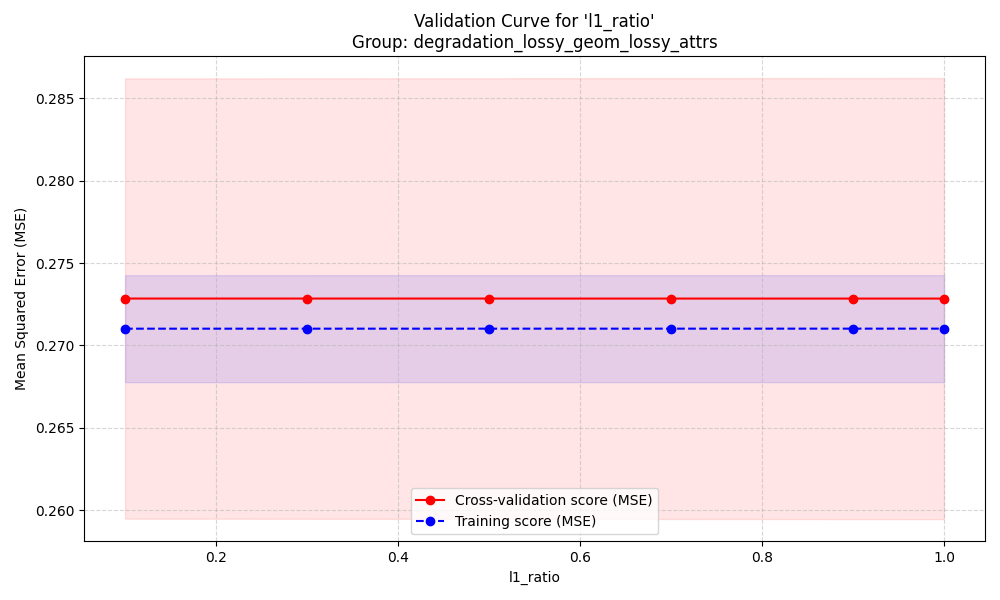 Validation Curve for 'l1_ratio'
Group: degradation_lossy_geom_lossy_attrs
Mean Squared Error (MSE)
0.285
0.280
0.275
0.270
0.265
0.260
Cross-validation score (MSE)
Training score (MSE)
0.2
0.4
0.6
0.8
1.0
l1_ratio